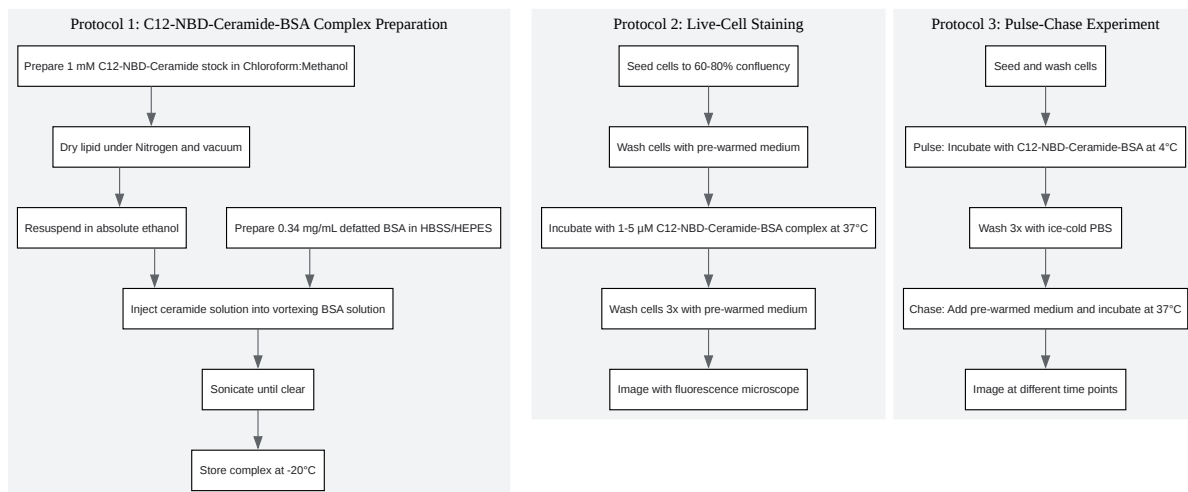 Protocol 1: C12-NBD-Ceramide-BSA Complex Preparation
Prepare 1 mM C12-NBD-Ceramide stock in Chloroform:Methanol
Dry lipid under Nitrogen and vacuum
Resuspend in absolute ethanol
Prepare 0.34 mg/mL defatted BSA in HBSS/HEPES
Inject ceramide solution into vortexing BSA solution
Sonicate until clear
Store complex at -20°C
Protocol 2: Live-Cell Staining
Seed cells to 60-80% confluency
Wash cells with pre-warmed medium
Incubate with 1-5 µM C12-NBD-Ceramide-BSA complex at 37°C
Wash cells 3x with pre-warmed medium
Image with fluorescence microscope
Protocol 3: Pulse-Chase Experiment
Seed and wash cells
Pulse: Incubate with C12-NBD-Ceramide-BSA at 4°C
Wash 3x with ice-cold PBS
Chase: Add pre-warmed medium and incubate at 37°C
Image at different time points